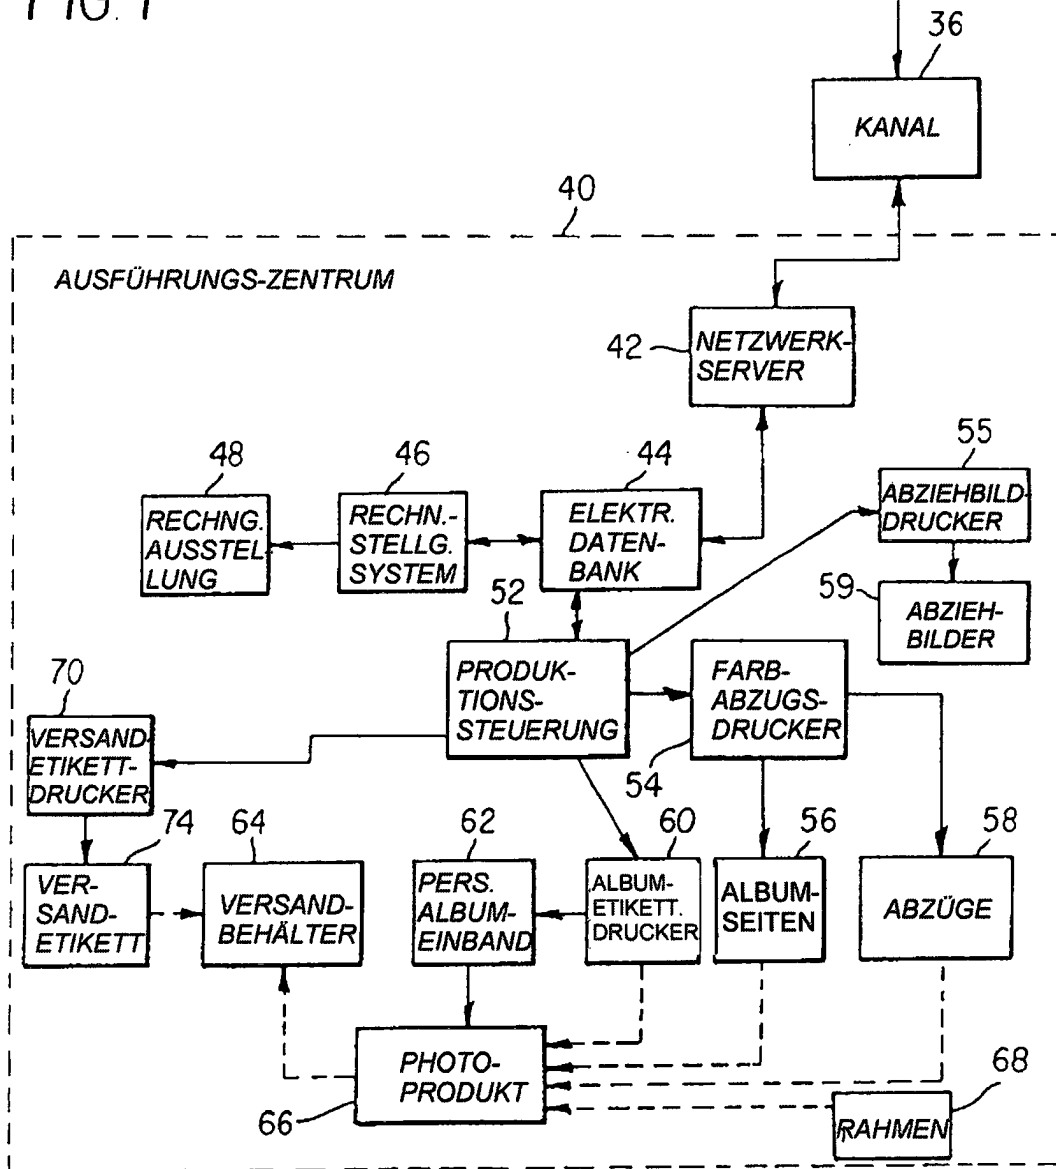 FIG. 1
36
KANAL
40
AUSFÜHRUNGS-ZENTRUM
42
NETZWERK-
SERVER
48
RECHNG.
AUSSTEL-
LUNG
46
RECHN.-
STELLG.
SYSTEM
44
ELEKTR.
DATEN-
BANK
55
ABZIEHBILD-
DRUCKER
59
ABZIEH-
BILDER
52
PRODUK-
TIONS-
STEUERUNG
FARB-
ABZUGS-
DRUCKER
54
70
VERSAND-
ETIKETT-
DRUCKER
74
VER-
SAND-
ETIKETT
64
VERSAND-
BEHÄLTER
62
PERS.
ALBUM-
EINBAND
60
ALBUM-
ETIKETT.
DRUCKER
56
ALBUM-
SEITEN
58
ABZÜGE
PHOTO-
PRODUKT
66
68
RAHMEN